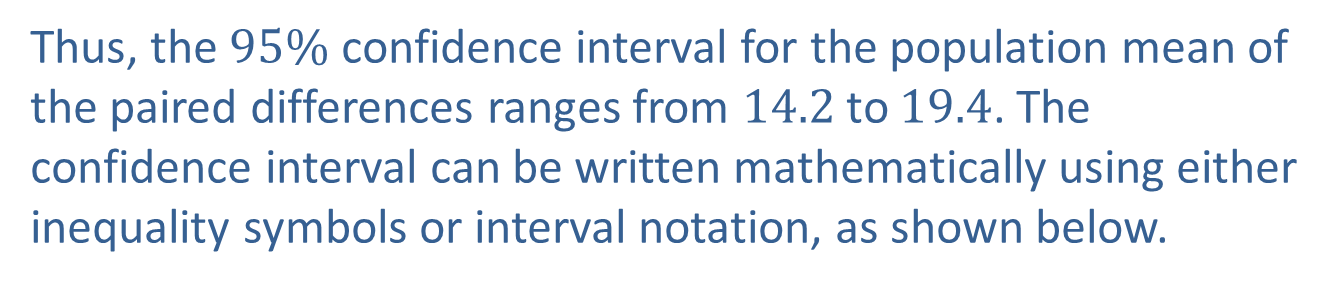 Thus, the 95% confidence interval for the population mean of
the paired differences ranges from 14.2 to 19.4. The
confidence interval can be written mathematically using either
inequality symbols or interval notation, as shown below.